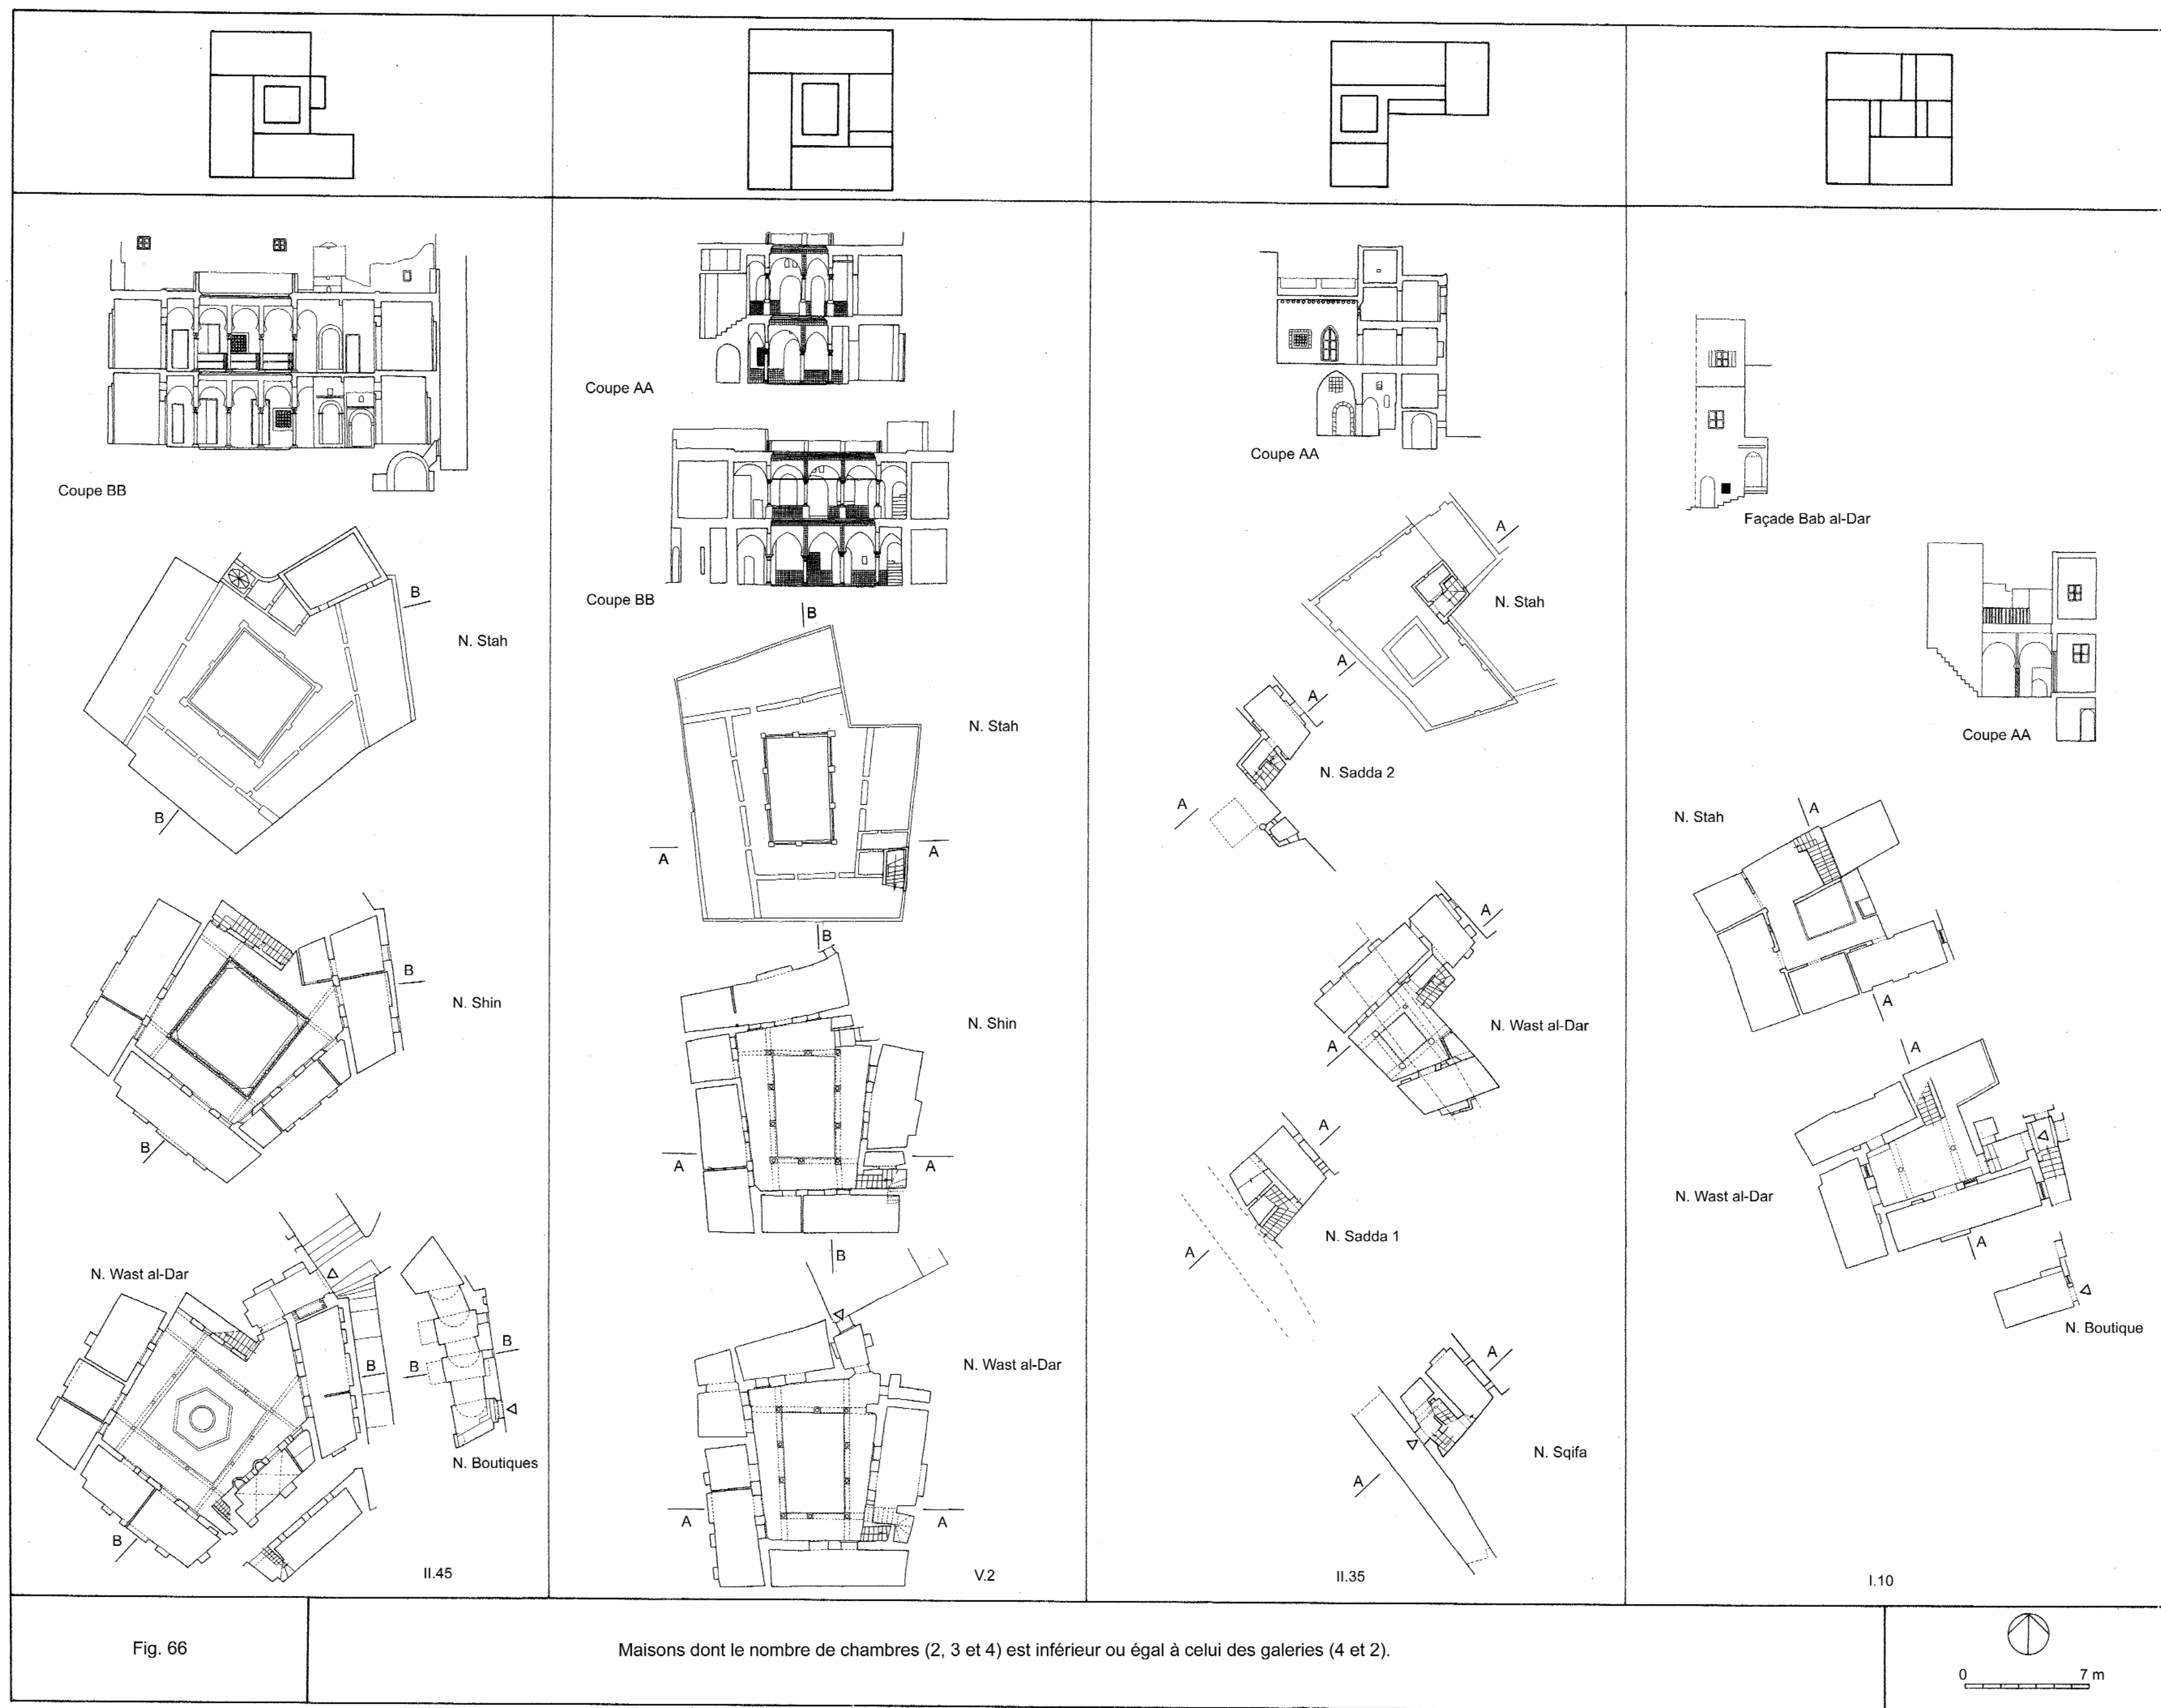 Coupe BB
B
N. Stah
B
B
N. Shin
B
N. Wast al-Dar
B
B
B
B
N. Boutiques
II.45
Coupe AA
Coupe BB
B
N. Stah
A
A
B
N. Shin
A
A
B
N. Wast al-Dar
A
A
V.2
Coupe AA
A
N. Stah
A
A
N. Sadda 2
A
A
N. Wast al-Dar
A
A
N. Sadda 1
A
A
N. Sqifa
A
II.35
Façade Bab al-Dar
Coupe AA
N. Stah
A
A
A
N. Wast al-Dar
A
N. Boutique
I.10
Fig. 66
Maisons dont le nombre de chambres (2, 3 et 4) est inférieur ou égal à celui des galeries (4 et 2).
0 7 m